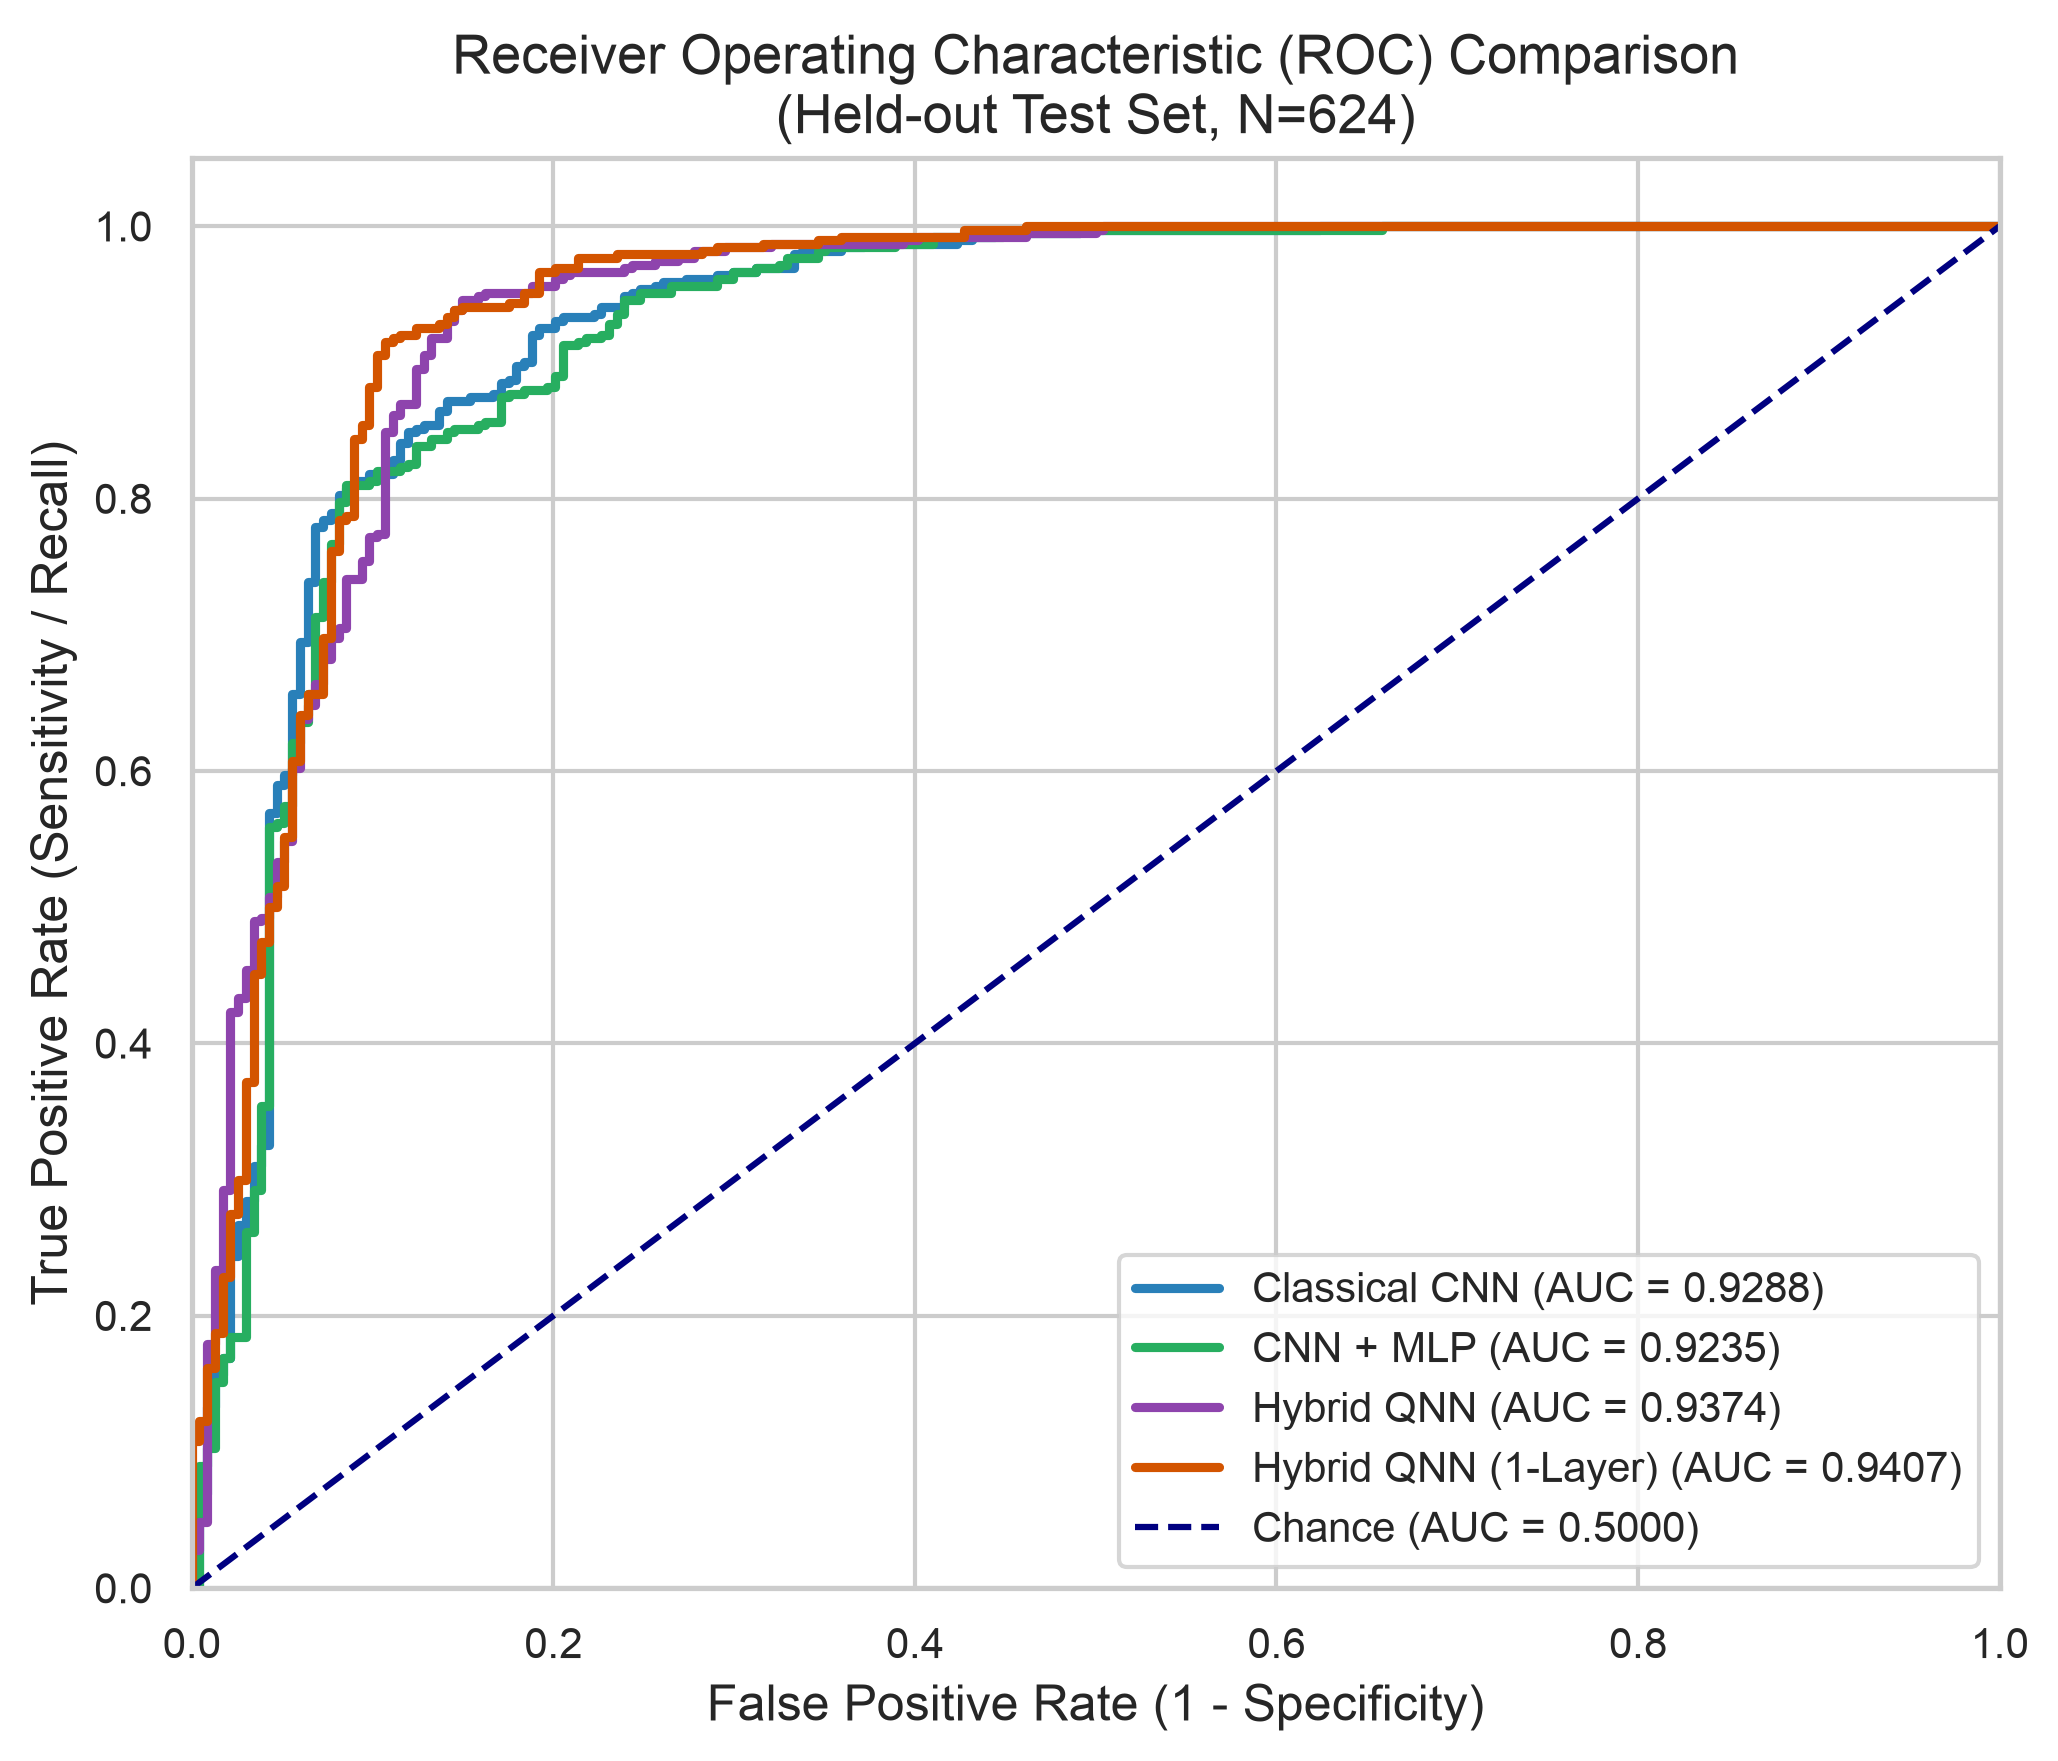 Receiver Operating Characteristic (ROC) Comparison
(Held-out Test Set, N=624)
True Positive Rate (Sensitivity / Recall)
1.0
0.8
0.6
0.4
0.2
0.0
Classical CNN (AUC = 0.9288)
CNN + MLP (AUC = 0.9235)
Hybrid QNN (AUC = 0.9374)
Hybrid QNN (1-Layer) (AUC = 0.9407)
Chance (AUC = 0.5000)
0.0 0.2 0.4 0.6 0.8 1.0
False Positive Rate (1 - Specificity)